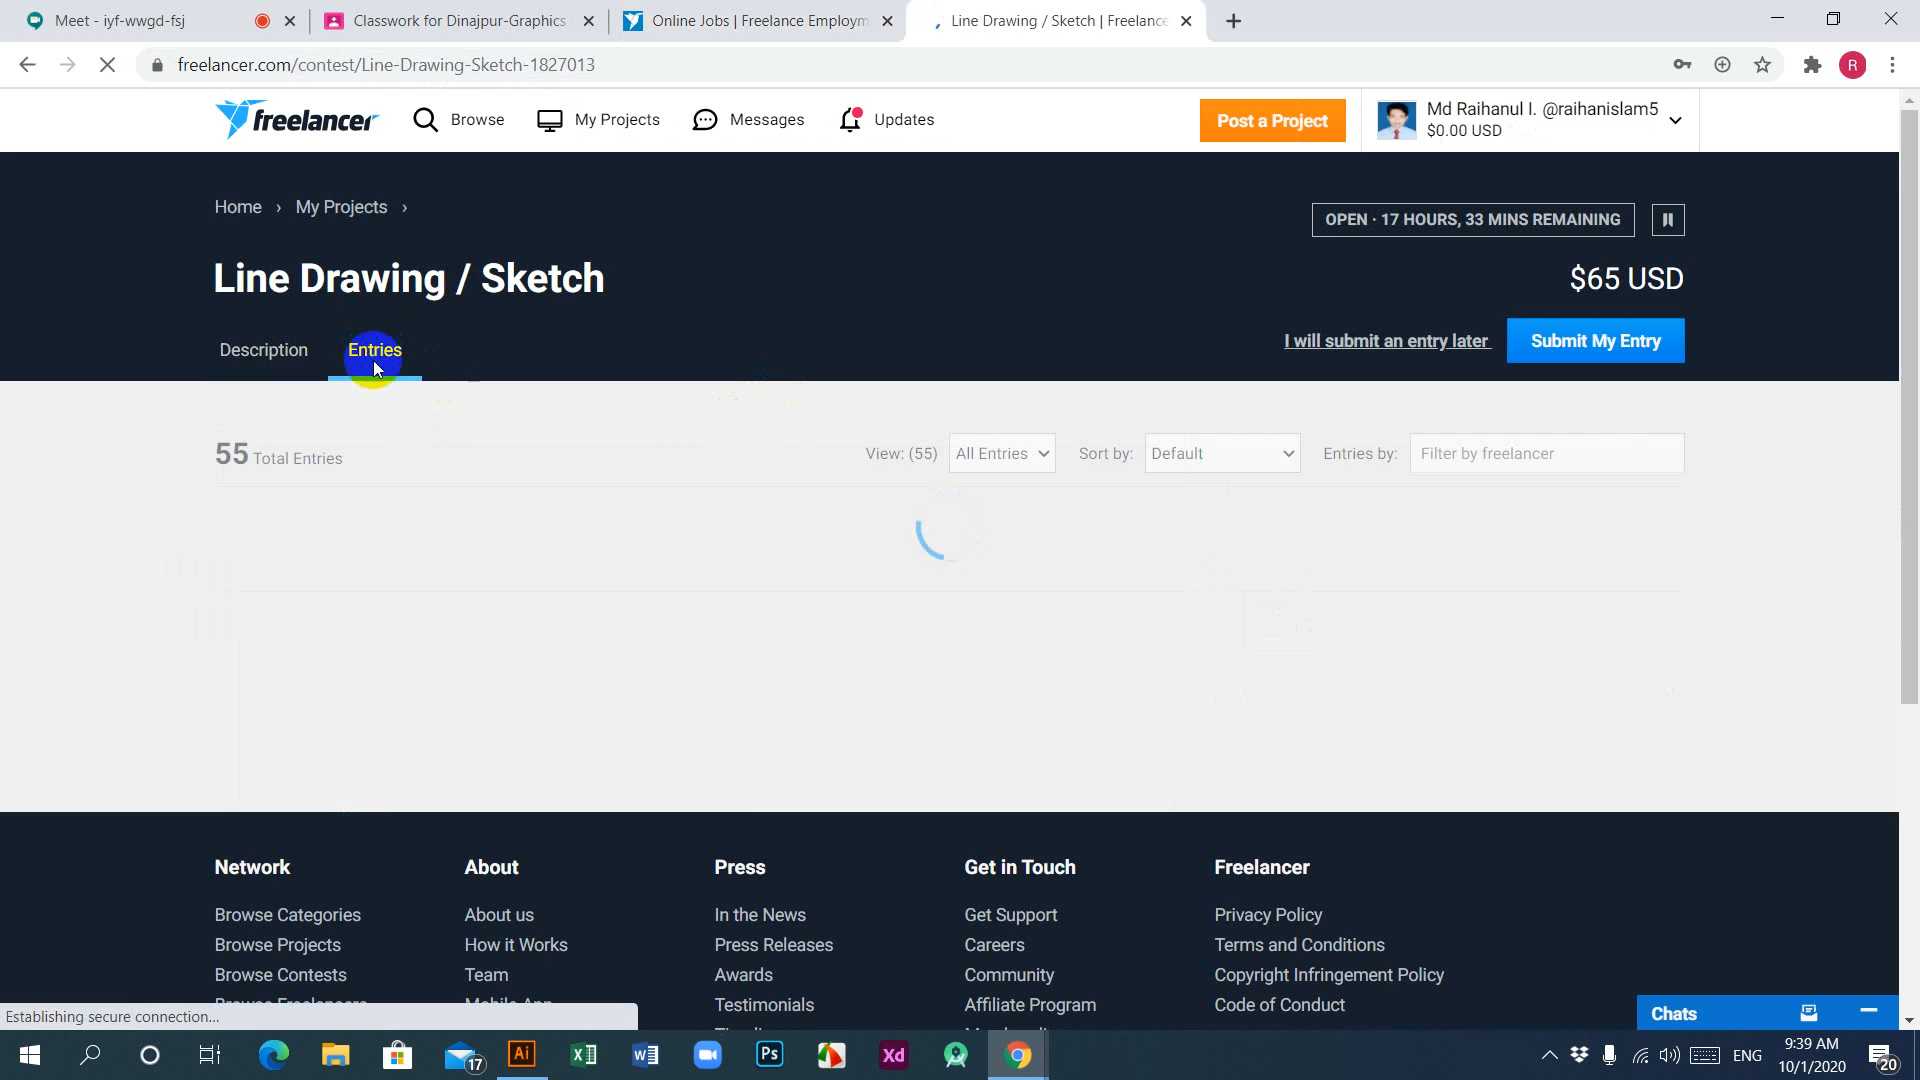 Meet - iyf-wwgd-fsj
Classwork for Dinajpur-Graphics
Online Jobs | Freelance Employm
Line Drawing / Sketch | Freelance
freelancer.com/contest/Line-Drawing-Sketch-1827013
R
freelancer
Browse
My Projects
Messages
Updates
Post a Project
Md Raihanul I. @raihanislam5
$0.00 USD
Home › My Projects ›
OPEN · 17 HOURS, 33 MINS REMAINING
Line Drawing / Sketch
$65 USD
Description
Entries
I will submit an entry later
Submit My Entry
55 Total Entries
View: (55)
All Entries
Sort by:
Default
Entries by:
Filter by freelancer
Network
About
Press
Get in Touch
Freelancer
Browse Categories
About us
In the News
Get Support
Privacy Policy
Browse Projects
How it Works
Press Releases
Careers
Terms and Conditions
Browse Contests
Team
Awards
Community
Copyright Infringement Policy
Testimonials
Affiliate Program
Code of Conduct
Chats
Establishing secure connection...
17
Ai
Ps
Xd
ENG
9:39 AM
10/1/2020
20